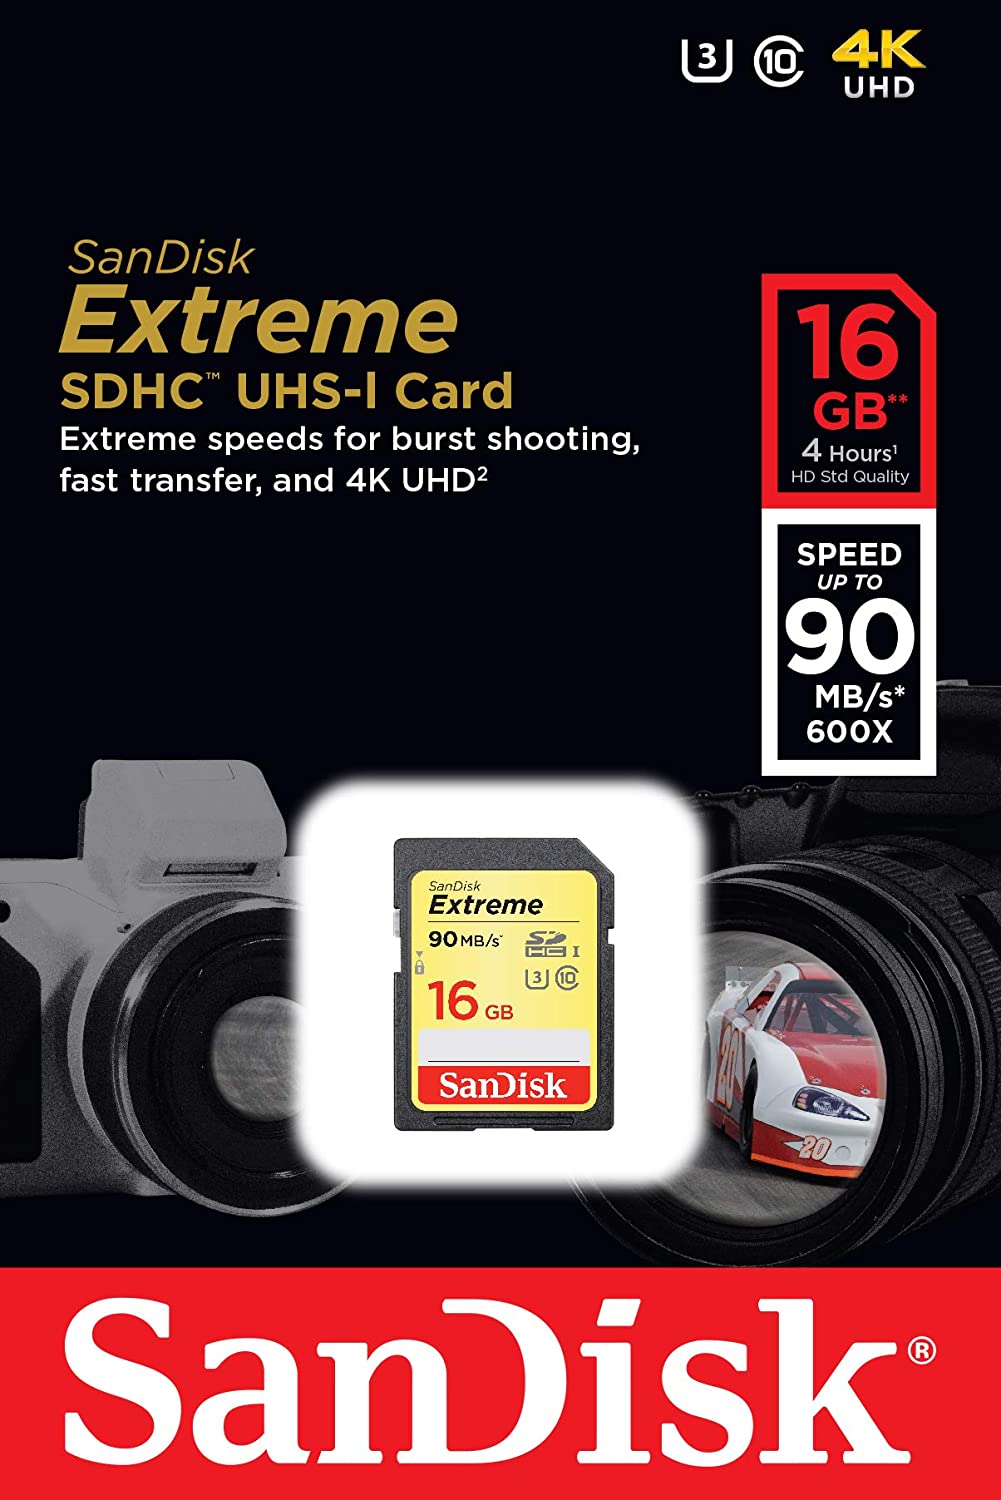 3 10 4K
UHD
SanDisk
Extreme
SDHC™ UHS-I Card
Extreme speeds for burst shooting,
fast transfer, and 4K UHD²
16
GB**
4 Hours¹
HD Std Quality
SPEED
UP TO
90
MB/s*
600X
SanDisk
Extreme
90 MB/s*
SD HC I
3 10
16 GB
SanDisk
20
20
SanDisk®